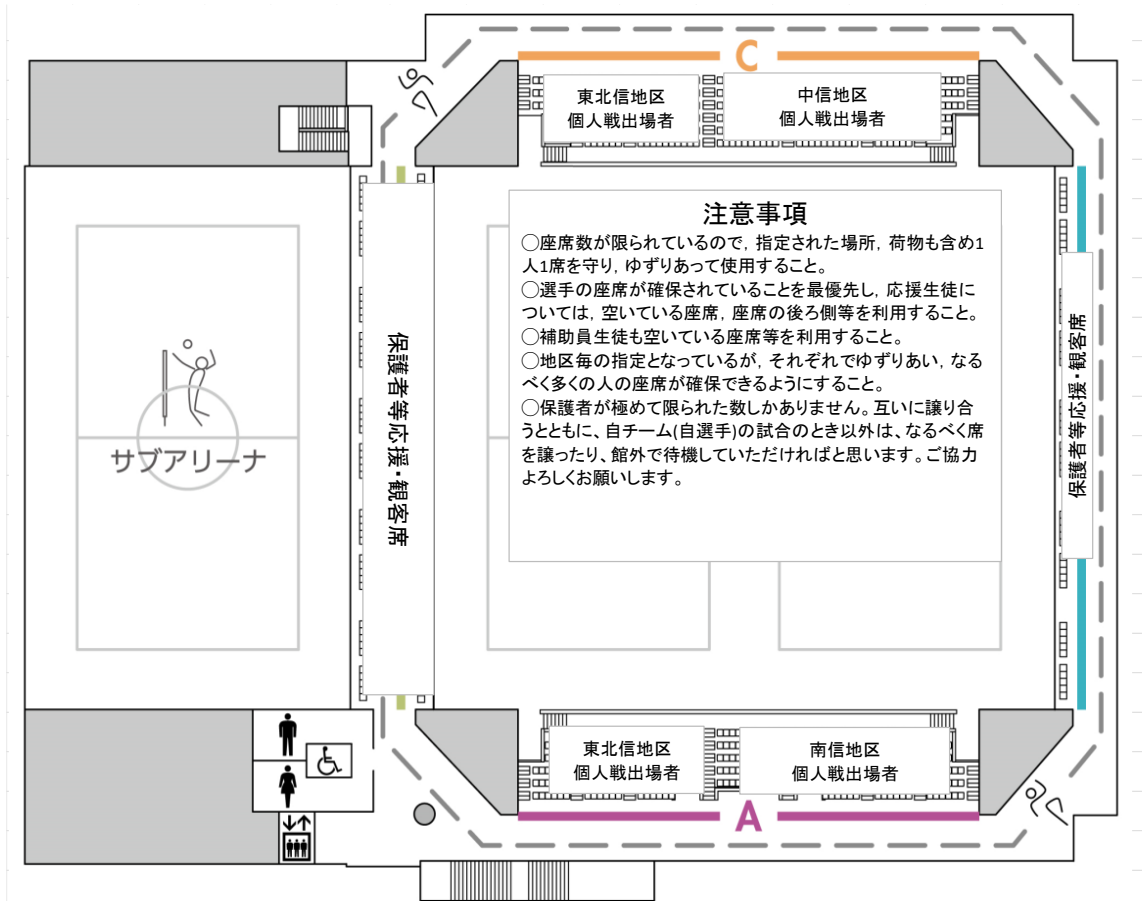 C
東北信地区
個人戦出場者
中信地区
個人戦出場者
注意事項
○座席数が限られているので，指定された場所，荷物も含め1
人1席を守り，ゆずりあって使用すること。
○選手の座席が確保されていることを最優先し，応援生徒に
ついては，空いている座席，座席の後ろ側等を利用すること。
○補助員生徒も空いている座席等を利用すること。
○地区毎の指定となっているが，それぞれでゆずりあい，なる
べく多くの人の座席が確保できるようにすること。
○保護者が極めて限られた数しかありません。互いに譲り合
うとともに、自チーム(自選手)の試合のとき以外は、なるべく席
を譲ったり、館外で待機していただければと思います。ご協力
よろしくお願いします。
サブアリーナ
保護者等応援・観客席
保護者等応援・観客席
東北信地区
個人戦出場者
南信地区
個人戦出場者
A